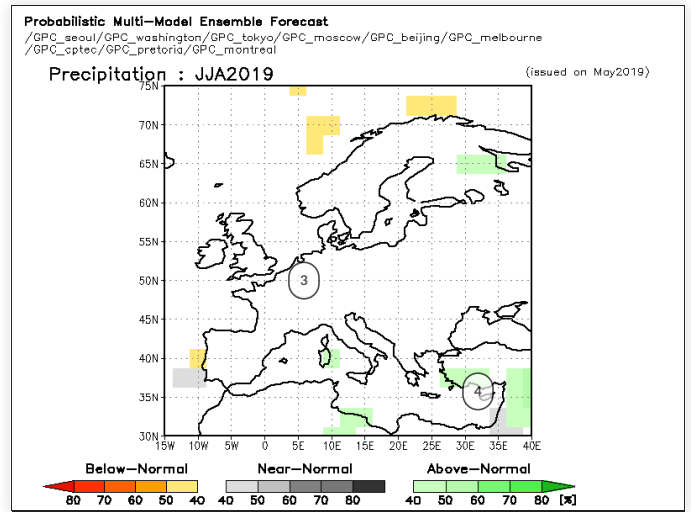 Probabilistic Multi-Model Ensemble Forecast
/GPC_seoul/GPC_washington/GPC_tokyo/GPC_moscow/GPC_beijing/GPC_melbourne
/GPC_cptec/GPC_pretoria/GPC_montreal
Precipitation : JJA2019
(issued on May2019)
75N
70N
65N
60N
55N
50N
45N
40N
35N
30N
3
4
15W 10W 5W 0 5E 10E 15E 20E 25E 30E 35E 40E
Below-Normal Near-Normal Above-Normal
80 70 60 50 40 40 50 60 70 80 40 50 60 70 80 [%]